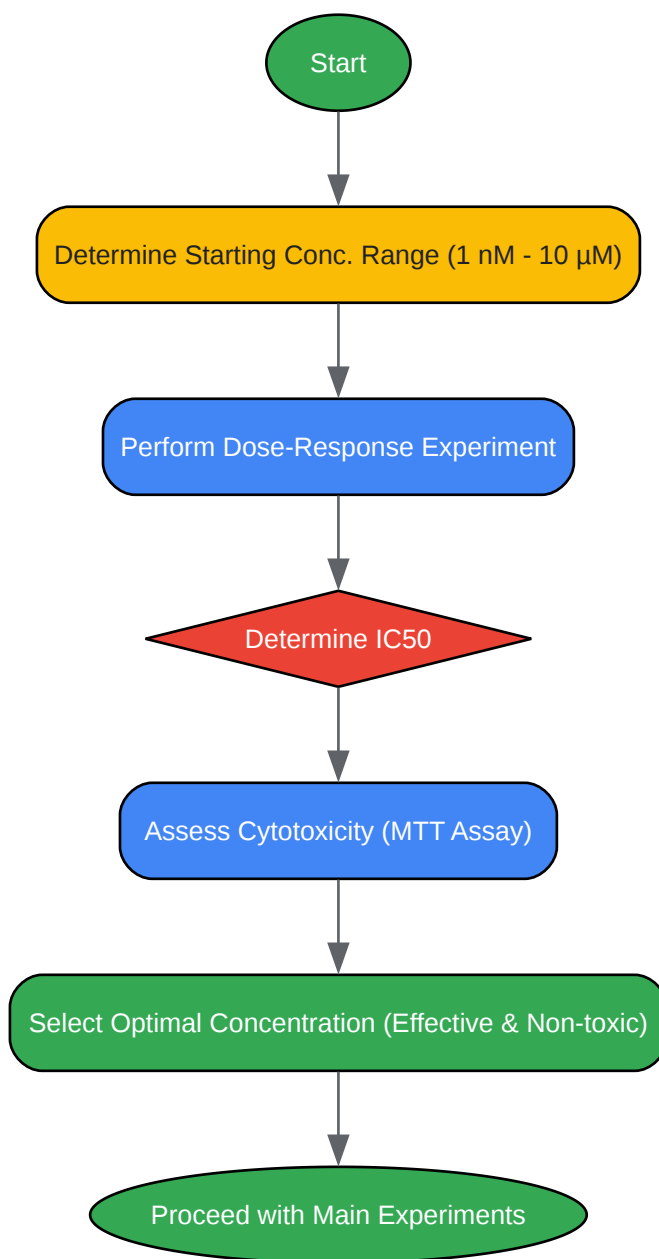 Start
Determine Starting Conc. Range (1 nM - 10 µM)
Perform Dose-Response Experiment
Determine IC50
Assess Cytotoxicity (MTT Assay)
Select Optimal Concentration (Effective & Non-toxic)
Proceed with Main Experiments